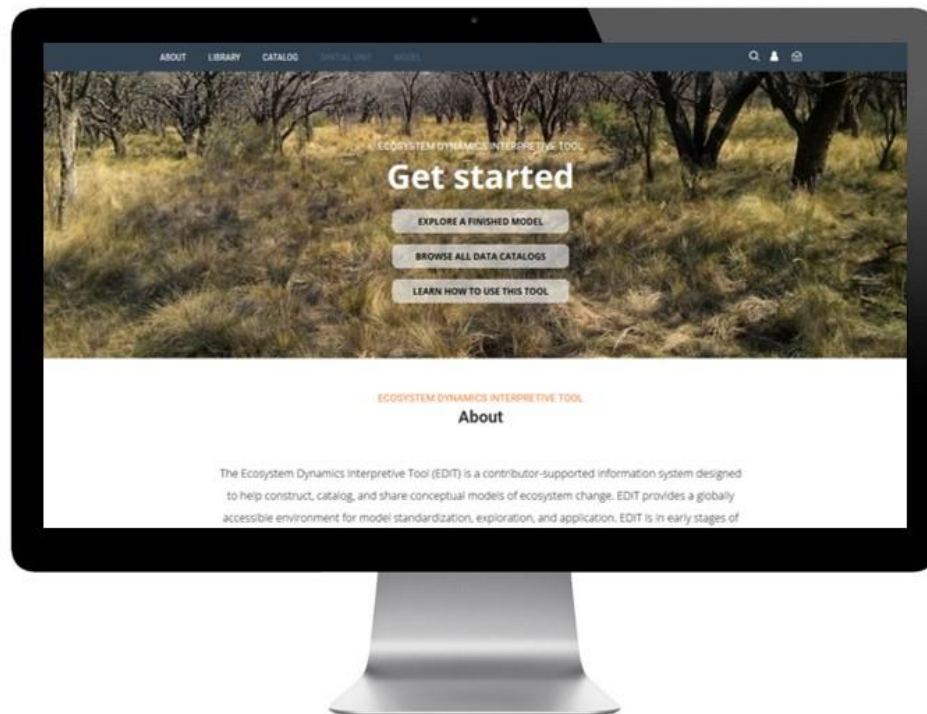 ABOUT LIBRARY CATALOG SPATIAL UNIT MODEL
ECOSYSTEM DYNAMICS INTERPRETIVE TOOL
Get started
EXPLORE A FINISHED MODEL
BROWSE ALL DATA CATALOGS
LEARN HOW TO USE THIS TOOL
ECOSYSTEM DYNAMICS INTERPRETIVE TOOL
About
The Ecosystem Dynamics Interpretive Tool (EDIT) is a contributor-supported information system designed
to help construct, catalog, and share conceptual models of ecosystem change. EDIT provides a globally
accessible environment for model standardization, exploration, and application. EDIT is in early stages of